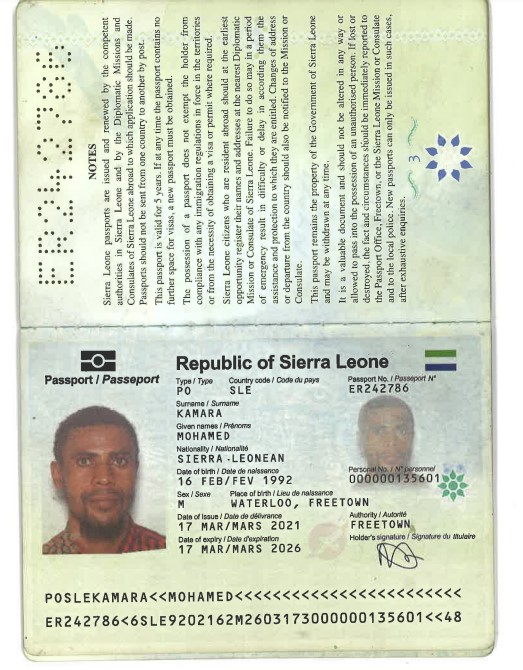 ER242786
NOTES
Sierra Leone passports are issued and renewed by the competent
authorities in Sierra Leone and by the Diplomatic Missions and
Consulates of Sierra Leone abroad to which application should be made.
Passports should not be sent from one country to another by post.
This passport is valid for 5 years. If at any time the passport contains no
further space for visas, a new passport must be obtained.
The possession of a passport does not exempt the holder from
compliance with any immigration regulations in force in the territories
or from the necessity of obtaining a visa or permit where required.
Sierra Leone citizens who are resident abroad should at the earliest
opportunity register their names and addresses at the nearest Diplomatic
Mission or Consulate of Sierra Leone. Failure to do so may in a period
of emergency result in difficulty or delay in according them the
assistance and protection to which they are entitled. Changes of address
or departure from the country should also be notified to the Mission or
Consulate.
This passport remains the property of the Government of Sierra Leone
and may be withdrawn at any time.
It is a valuable document and should not be altered in any way or
allowed to pass into the possession of an unauthorised person. If lost or
destroyed, the fact and circumstances should be immediately reported to
the Passport Office, Freetown, or the Sierra Leone Mission or Consulate
and to the local police. New passports can only be issued in such cases,
after exhaustive enquiries.
3
Republic of Sierra Leone
Passport / Passeport
Type / Type Country code / Code du pays Passport No. / Passeport N°
PO SLE ER242786
Surname / Surname
KAMARA
Given names / Prénoms
MOHAMED
Nationality / Nationalité
SIERRA LEONEAN
Date of birth / Date de naissance Personal No. / N° personnel
16 FEB/FEV 1992 000000135601
Sex / Sexe Place of birth / Lieu de naissance
M WATERLOO, FREETOWN
Date of Issue / Date de délivrance Authority / Autorité
17 MAR/MARS 2021 FREETOWN
Date of expiry / Date d'expiration Holder's signature / Signature du titulaire
17 MAR/MARS 2026
POSLEKAMARA<<MOHAMED<<<<<<<<<<<<<<<<<<<<<<<<
ER242786<6SLE9202162M2603173000000135601<<48